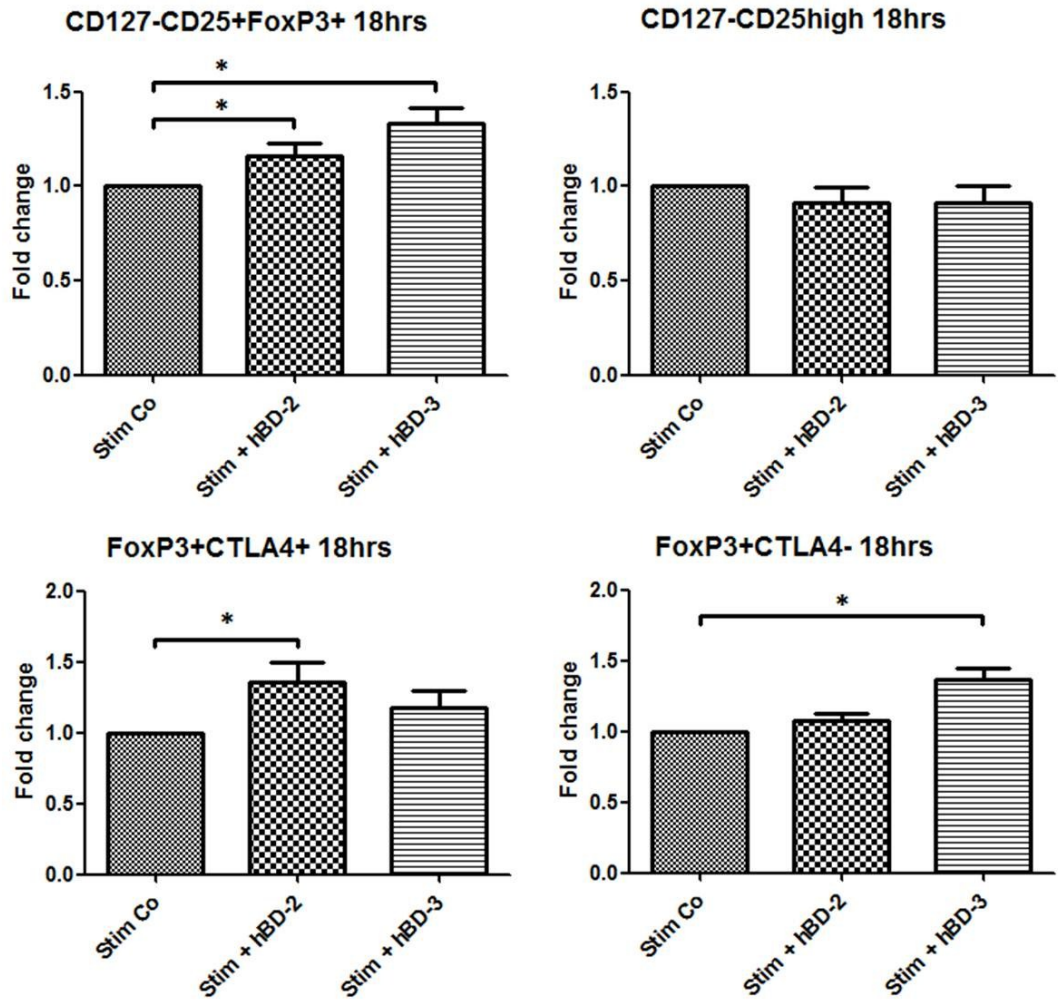 CD127-CD25+FoxP3+ 18hrs
*
*
Fold change
1.5
1.0
0.5
0.0
Stim Co
Stim + hBD-2
Stim + hBD-3
CD127-CD25high 18hrs
Fold change
1.5
1.0
0.5
0.0
Stim Co
Stim + hBD-2
Stim + hBD-3
FoxP3+CTLA4+ 18hrs
*
Fold change
2.0
1.5
1.0
0.5
0.0
Stim Co
Stim + hBD-2
Stim + hBD-3
FoxP3+CTLA4- 18hrs
*
Fold change
2.0
1.5
1.0
0.5
0.0
Stim Co
Stim + hBD-2
Stim + hBD-3